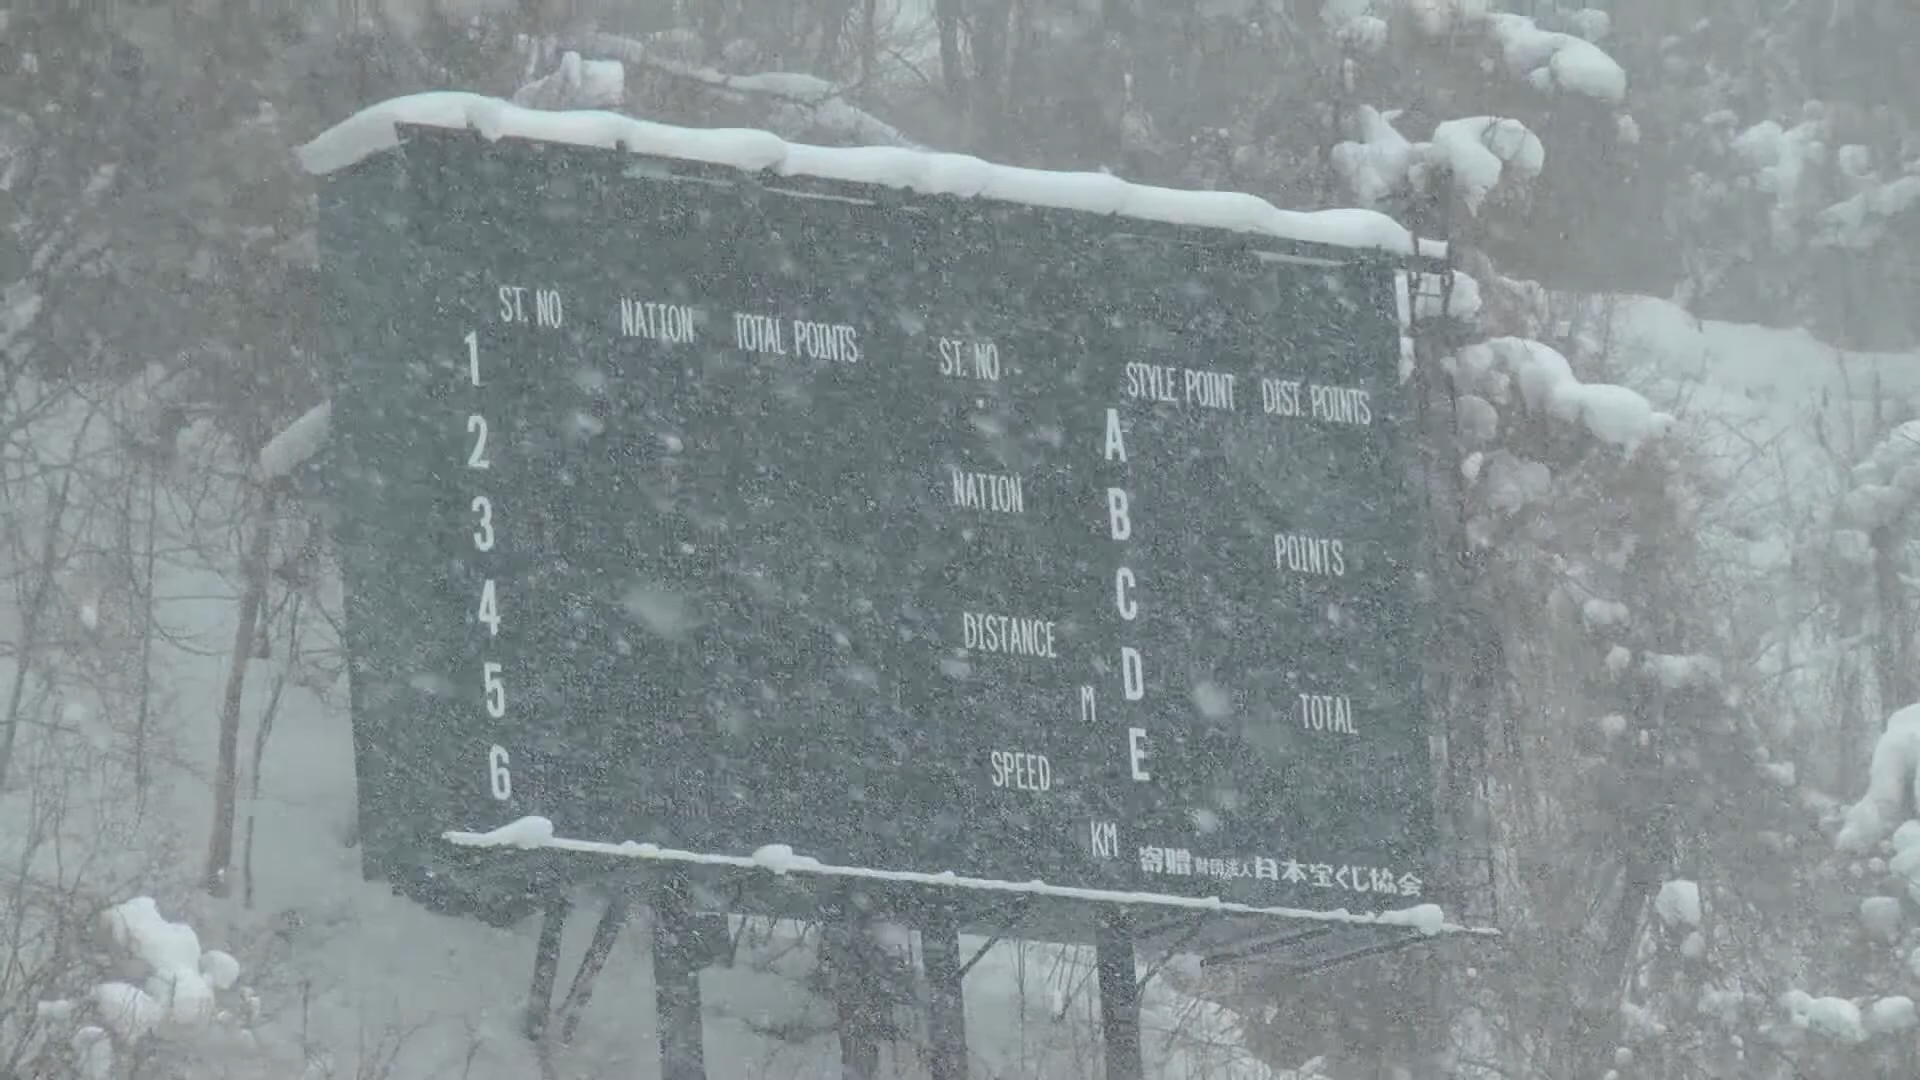 ST. NO NATION TOTAL POINTS
1
2
3
4
5
6
ST. NO
NATION
DISTANCE
M
SPEED
KM
STYLE POINT DIST. POINTS
A
B
C
D
E
POINTS
TOTAL
寄贈 財団法人 日本宝くじ協会